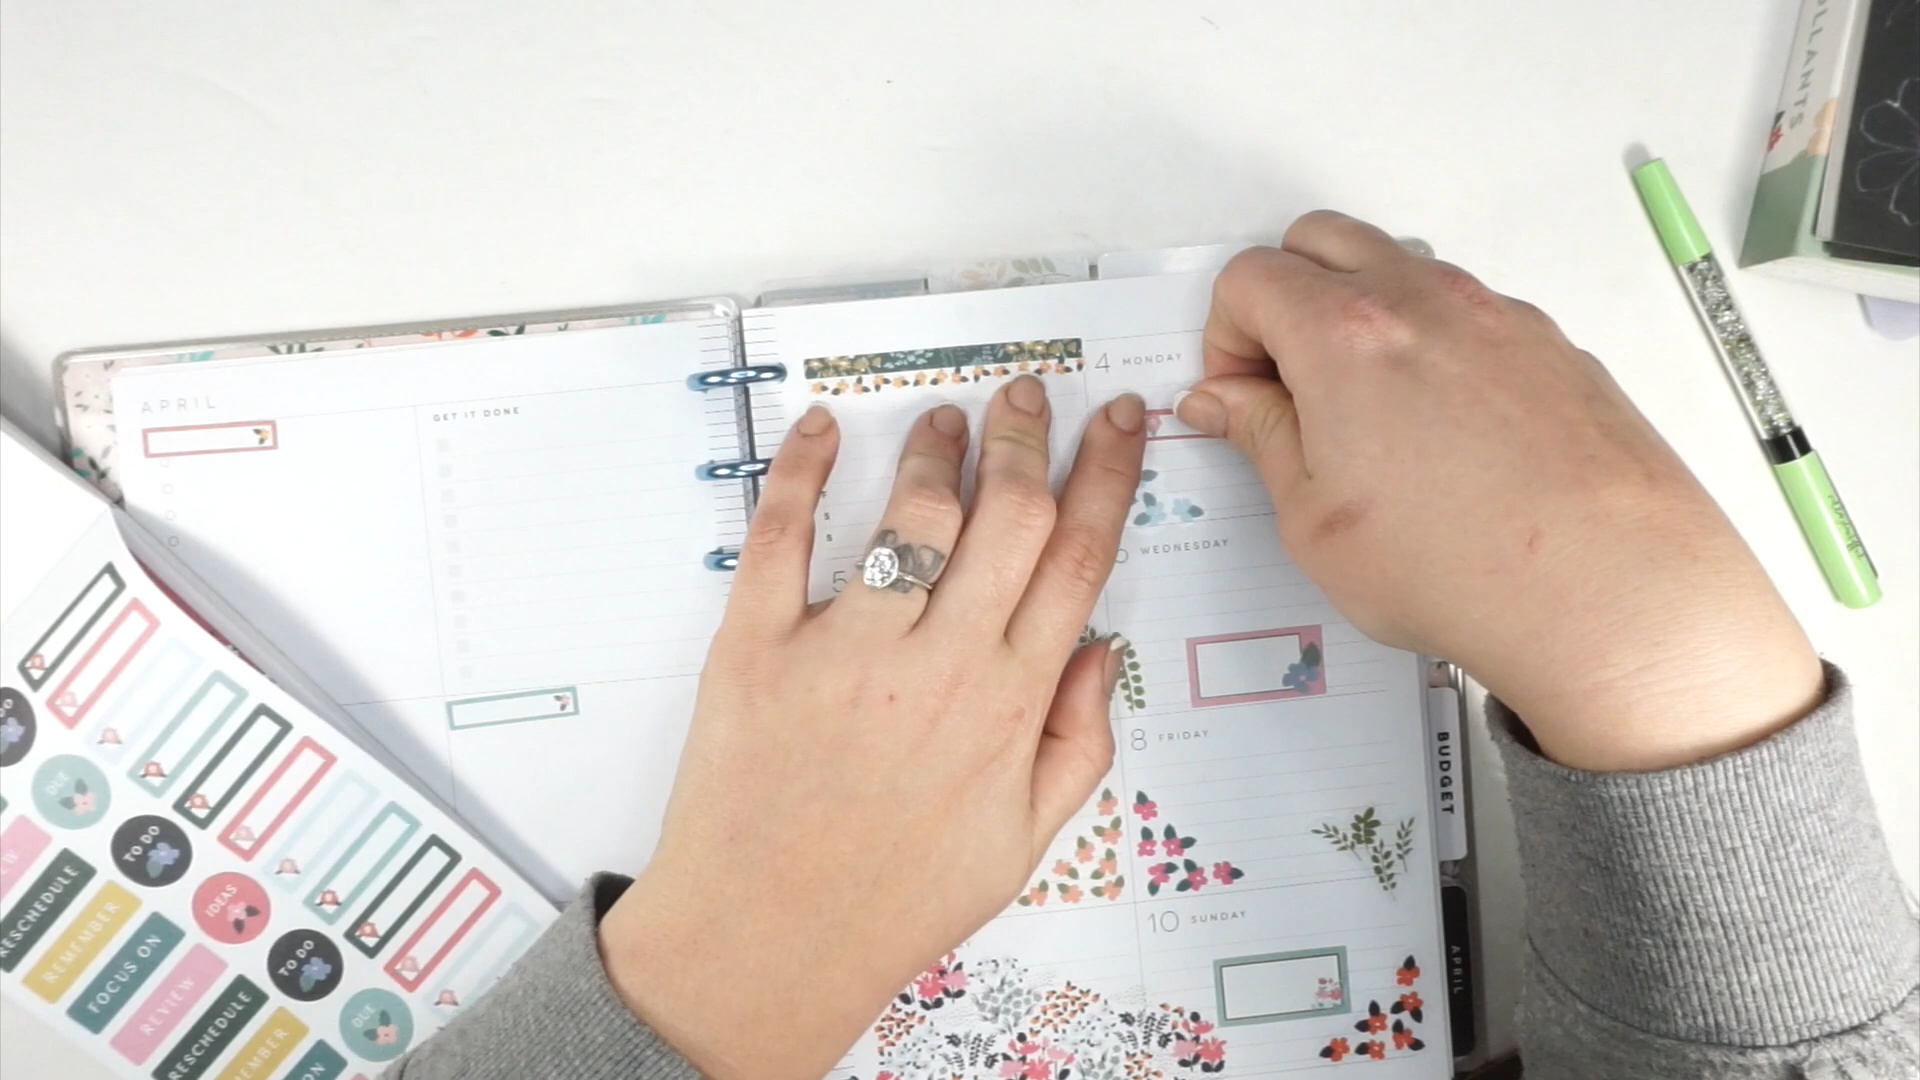 APRIL
GET IT DONE
4 MONDAY
S
S
5
WEDNESDAY
8 FRIDAY
10 SUNDAY
BUDGET
APRIL
DUE
TO DO
IDEAS
TO DO
DUE
RESCHEDULE
REMEMBER
FOCUS ON
REVIEW
RESCHEDULE